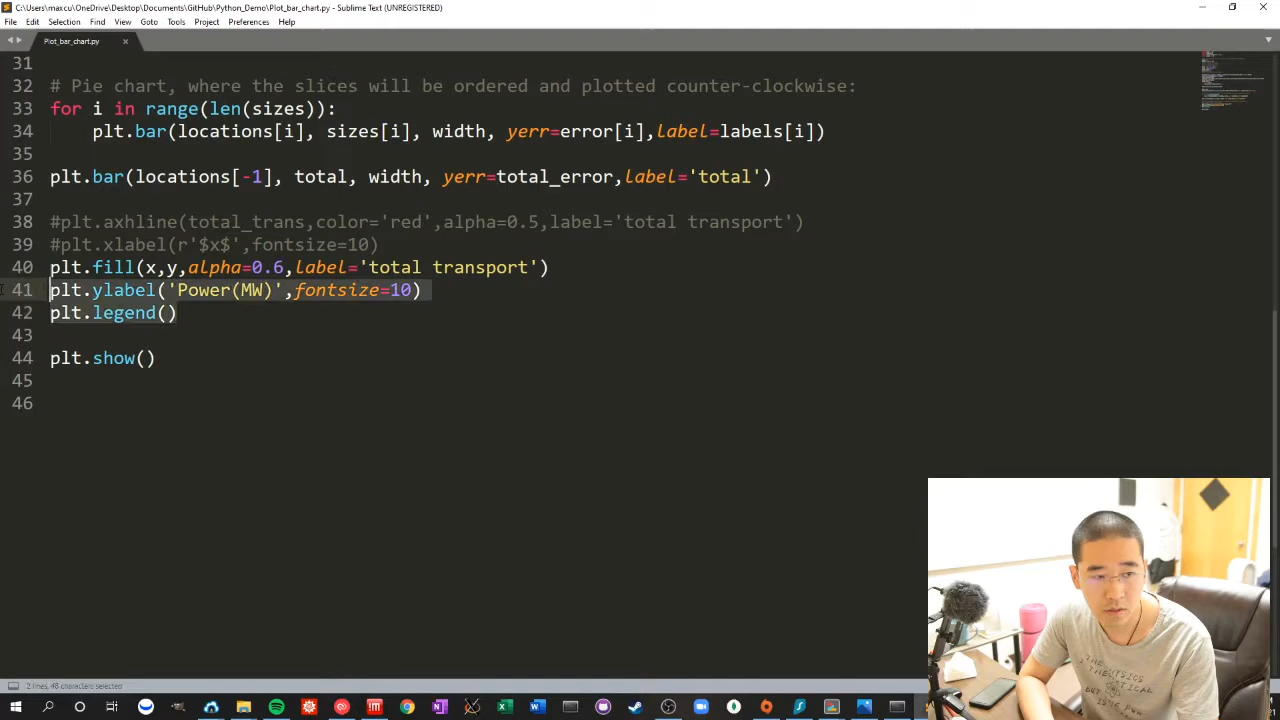 C:\Users\maxcu\OneDrive\Desktop\Documents\GitHub\Python_Demo\Plot_bar_chart.py - Sublime Text (UNREGISTERED)
File Edit Selection Find View Goto Tools Project Preferences Help
Plot_bar_chart.py
31
32 # Pie chart, where the slices will be ordered and plotted counter-clockwise:
33 for i in range(len(sizes)):
34 plt.bar(locations[i], sizes[i], width, yerr=error[i],label=labels[i])
35
36 plt.bar(locations[-1], total, width, yerr=total_error,label='total')
37
38 #plt.axhline(total_trans,color='red',alpha=0.5,label='total transport')
39 #plt.xlabel(r'$x$',fontsize=10)
40 plt.fill(x,y,alpha=0.6,label='total transport')
41 plt.ylabel('Power(MW)',fontsize=10)
42 plt.legend()
43
44 plt.show()
45
46
2 lines, 48 characters selected